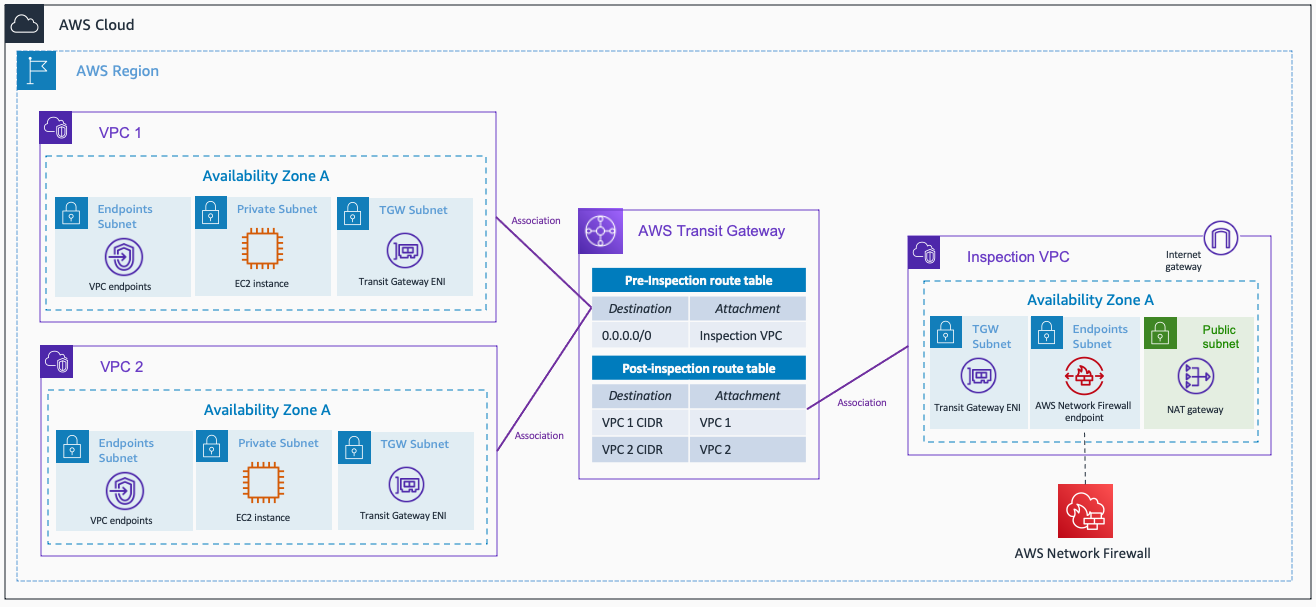 AWS Cloud
AWS Region
VPC 1
Availability Zone A
Endpoints
Subnet
VPC endpoints
Private Subnet
EC2 instance
TGW Subnet
Transit Gateway ENI
VPC 2
Availability Zone A
Endpoints
Subnet
VPC endpoints
Private Subnet
EC2 instance
TGW Subnet
Transit Gateway ENI
Association
Association
AWS Transit Gateway
Pre-Inspection route table
Destination Attachment
0.0.0.0/0 Inspection VPC
Post-inspection route table
Destination Attachment
VPC 1 CIDR VPC 1
VPC 2 CIDR VPC 2
Association
Inspection VPC
Internet
gateway
Availability Zone A
TGW
Subnet
Transit Gateway ENI
Endpoints
Subnet
AWS Network Firewall
endpoint
Public
subnet
NAT gateway
AWS Network Firewall